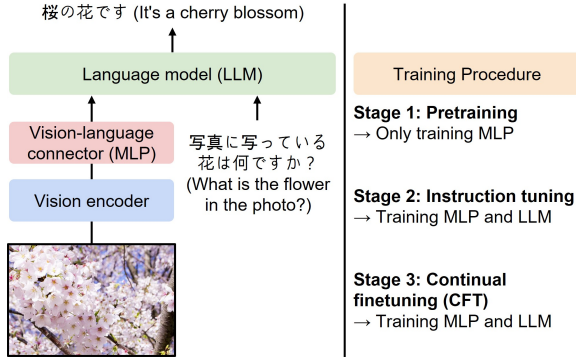 桜の花です (It's a cherry blossom)
Language model (LLM)
Vision-language
connector (MLP)
Vision encoder
写真に写っている
花は何ですか？
(What is the flower
in the photo?)
Training Procedure
Stage 1: Pretraining
→ Only training MLP
Stage 2: Instruction tuning
→ Training MLP and LLM
Stage 3: Continual
finetuning (CFT)
→ Training MLP and LLM